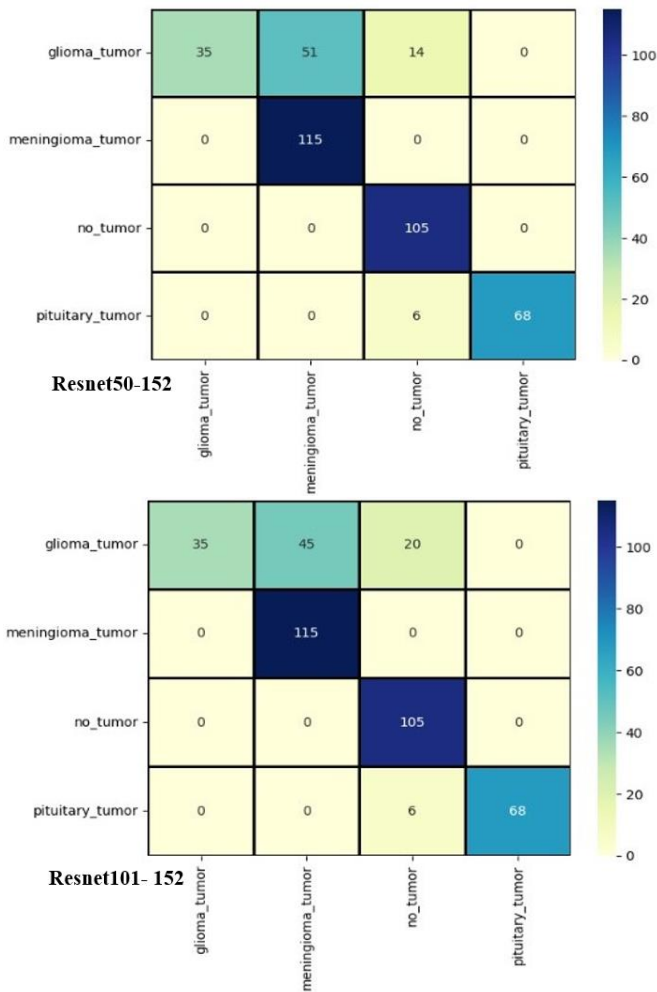 glioma_tumor 35 51 14 0
meningioma_tumor 0 115 0 0
no_tumor 0 0 105 0
pituitary_tumor 0 0 6 68
100
80
60
40
20
0
Resnet50-152
glioma_tumor meningioma_tumor no_tumor pituitary_tumor
glioma_tumor 35 45 20 0
meningioma_tumor 0 115 0 0
no_tumor 0 0 105 0
pituitary_tumor 0 0 6 68
100
80
60
40
20
0
Resnet101- 152
glioma_tumor meningioma_tumor no_tumor pituitary_tumor